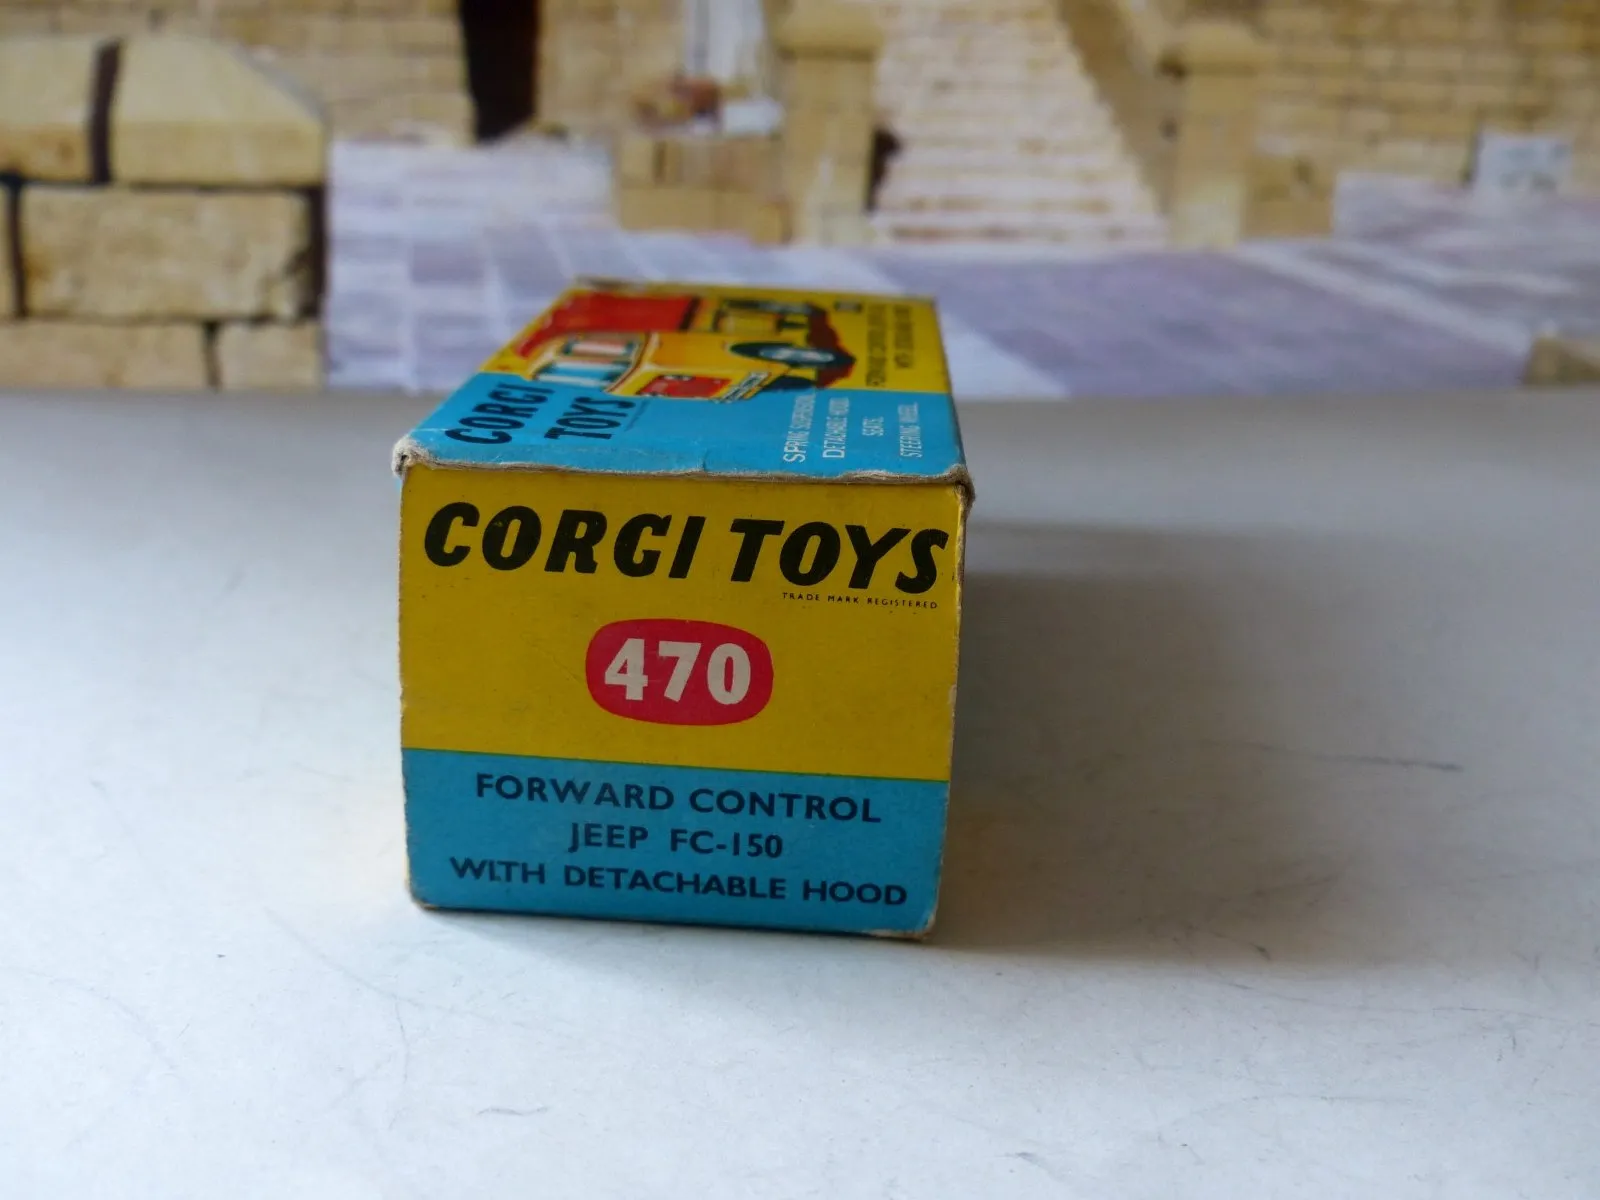 CORGI
TOYS
SPRING SUSPENSION
DETACHABLE HOOD
SEATS
STEERING WHEEL
CORGI TOYS
TRADE MARK REGISTERED
470
FORWARD CONTROL
JEEP FC-150
WITH DETACHABLE HOOD